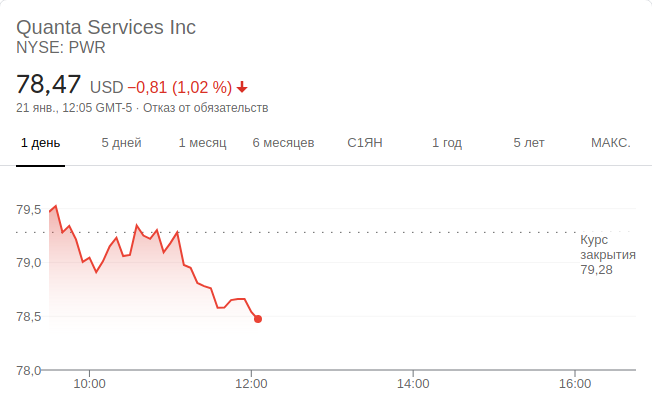 Quanta Services Inc
NYSE: PWR
78,47 USD −0,81 (1,02 %)
21 янв., 12:05 GMT-5 · Отказ от обязательств
1 день 5 дней 1 месяц 6 месяцев С1ЯН 1 год 5 лет МАКС.
79,5
Курс
закрытия
79,0
79,28
78,5
78,0
10:00 12:00 14:00 16:00